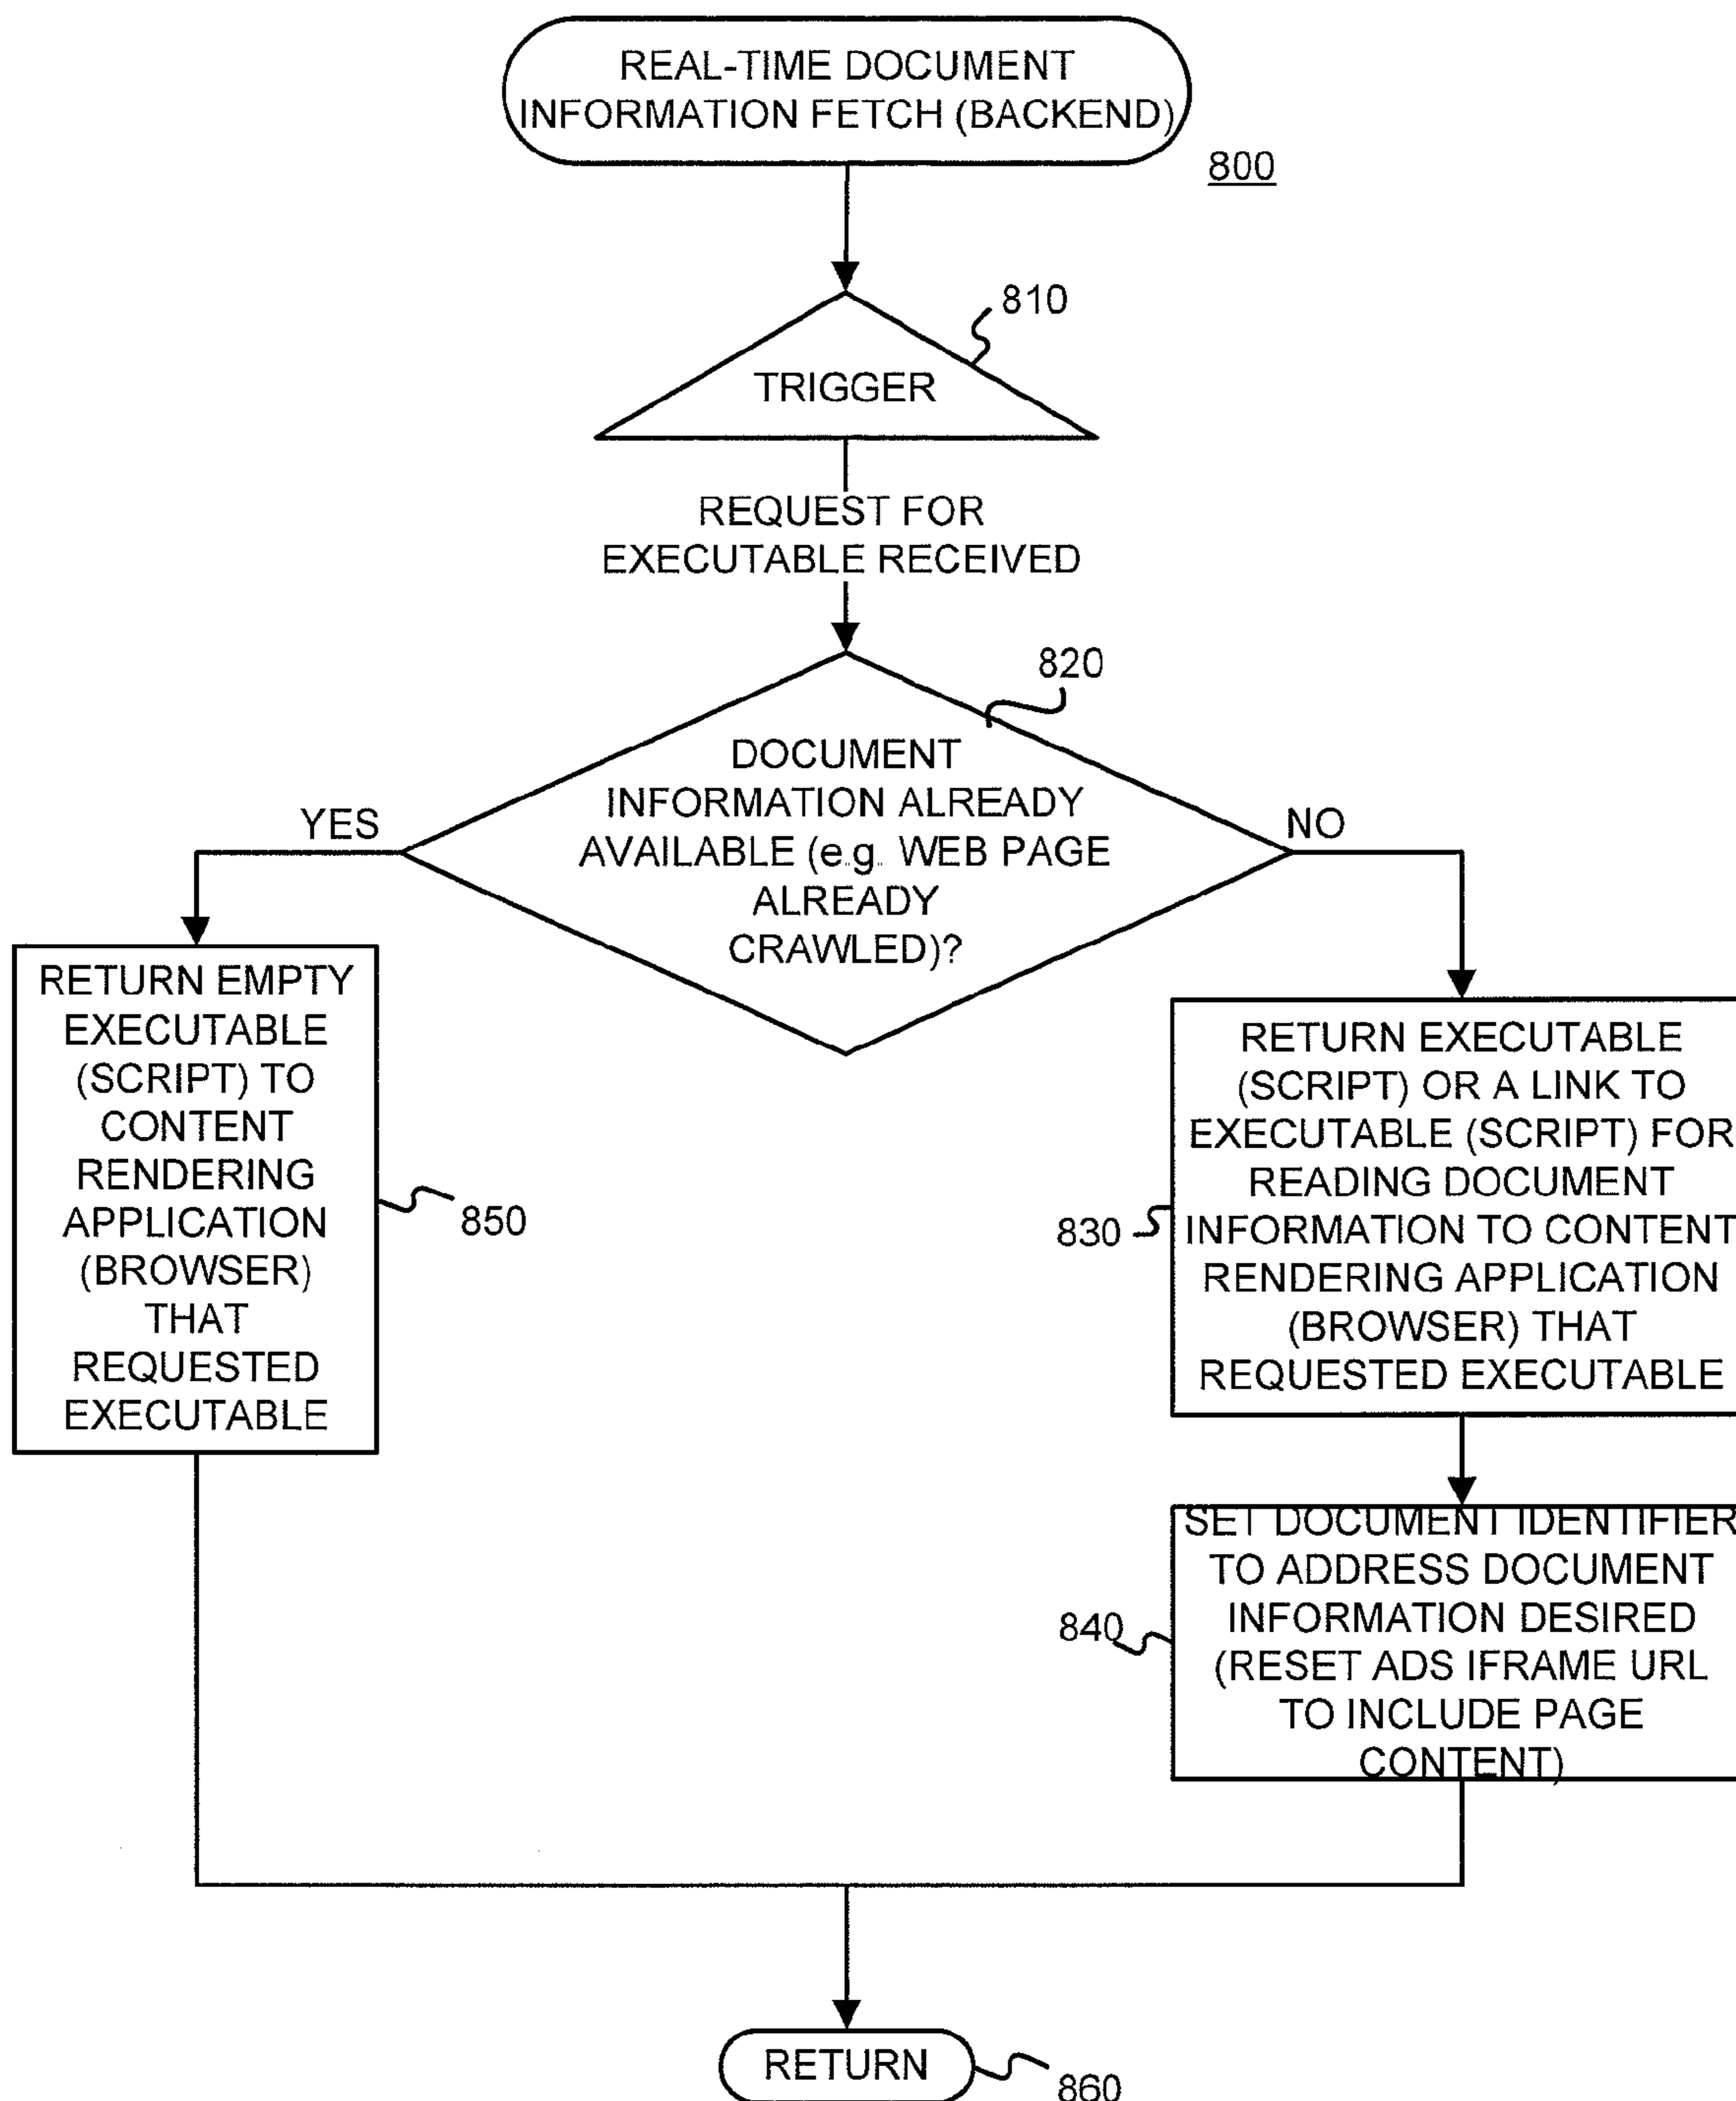 REAL-TIME DOCUMENT
INFORMATION FETCH (BACKEND)
800
810
TRIGGER
REQUEST FOR
EXECUTABLE RECEIVED
820
DOCUMENT
INFORMATION ALREADY
AVAILABLE (e.g. WEB PAGE
ALREADY
CRAWLED)?
YES
NO
RETURN EMPTY
EXECUTABLE
(SCRIPT) TO
CONTENT
RENDERING
APPLICATION
(BROWSER)
THAT
REQUESTED
EXECUTABLE
850
RETURN EXECUTABLE
(SCRIPT) OR A LINK TO
EXECUTABLE (SCRIPT) FOR
READING DOCUMENT
INFORMATION TO CONTENT
RENDERING APPLICATION
(BROWSER) THAT
REQUESTED EXECUTABLE
830
SET DOCUMENT IDENTIFIER
TO ADDRESS DOCUMENT
INFORMATION DESIRED
(RESET ADS IFRAME URL
TO INCLUDE PAGE
CONTENT)
840
RETURN
860